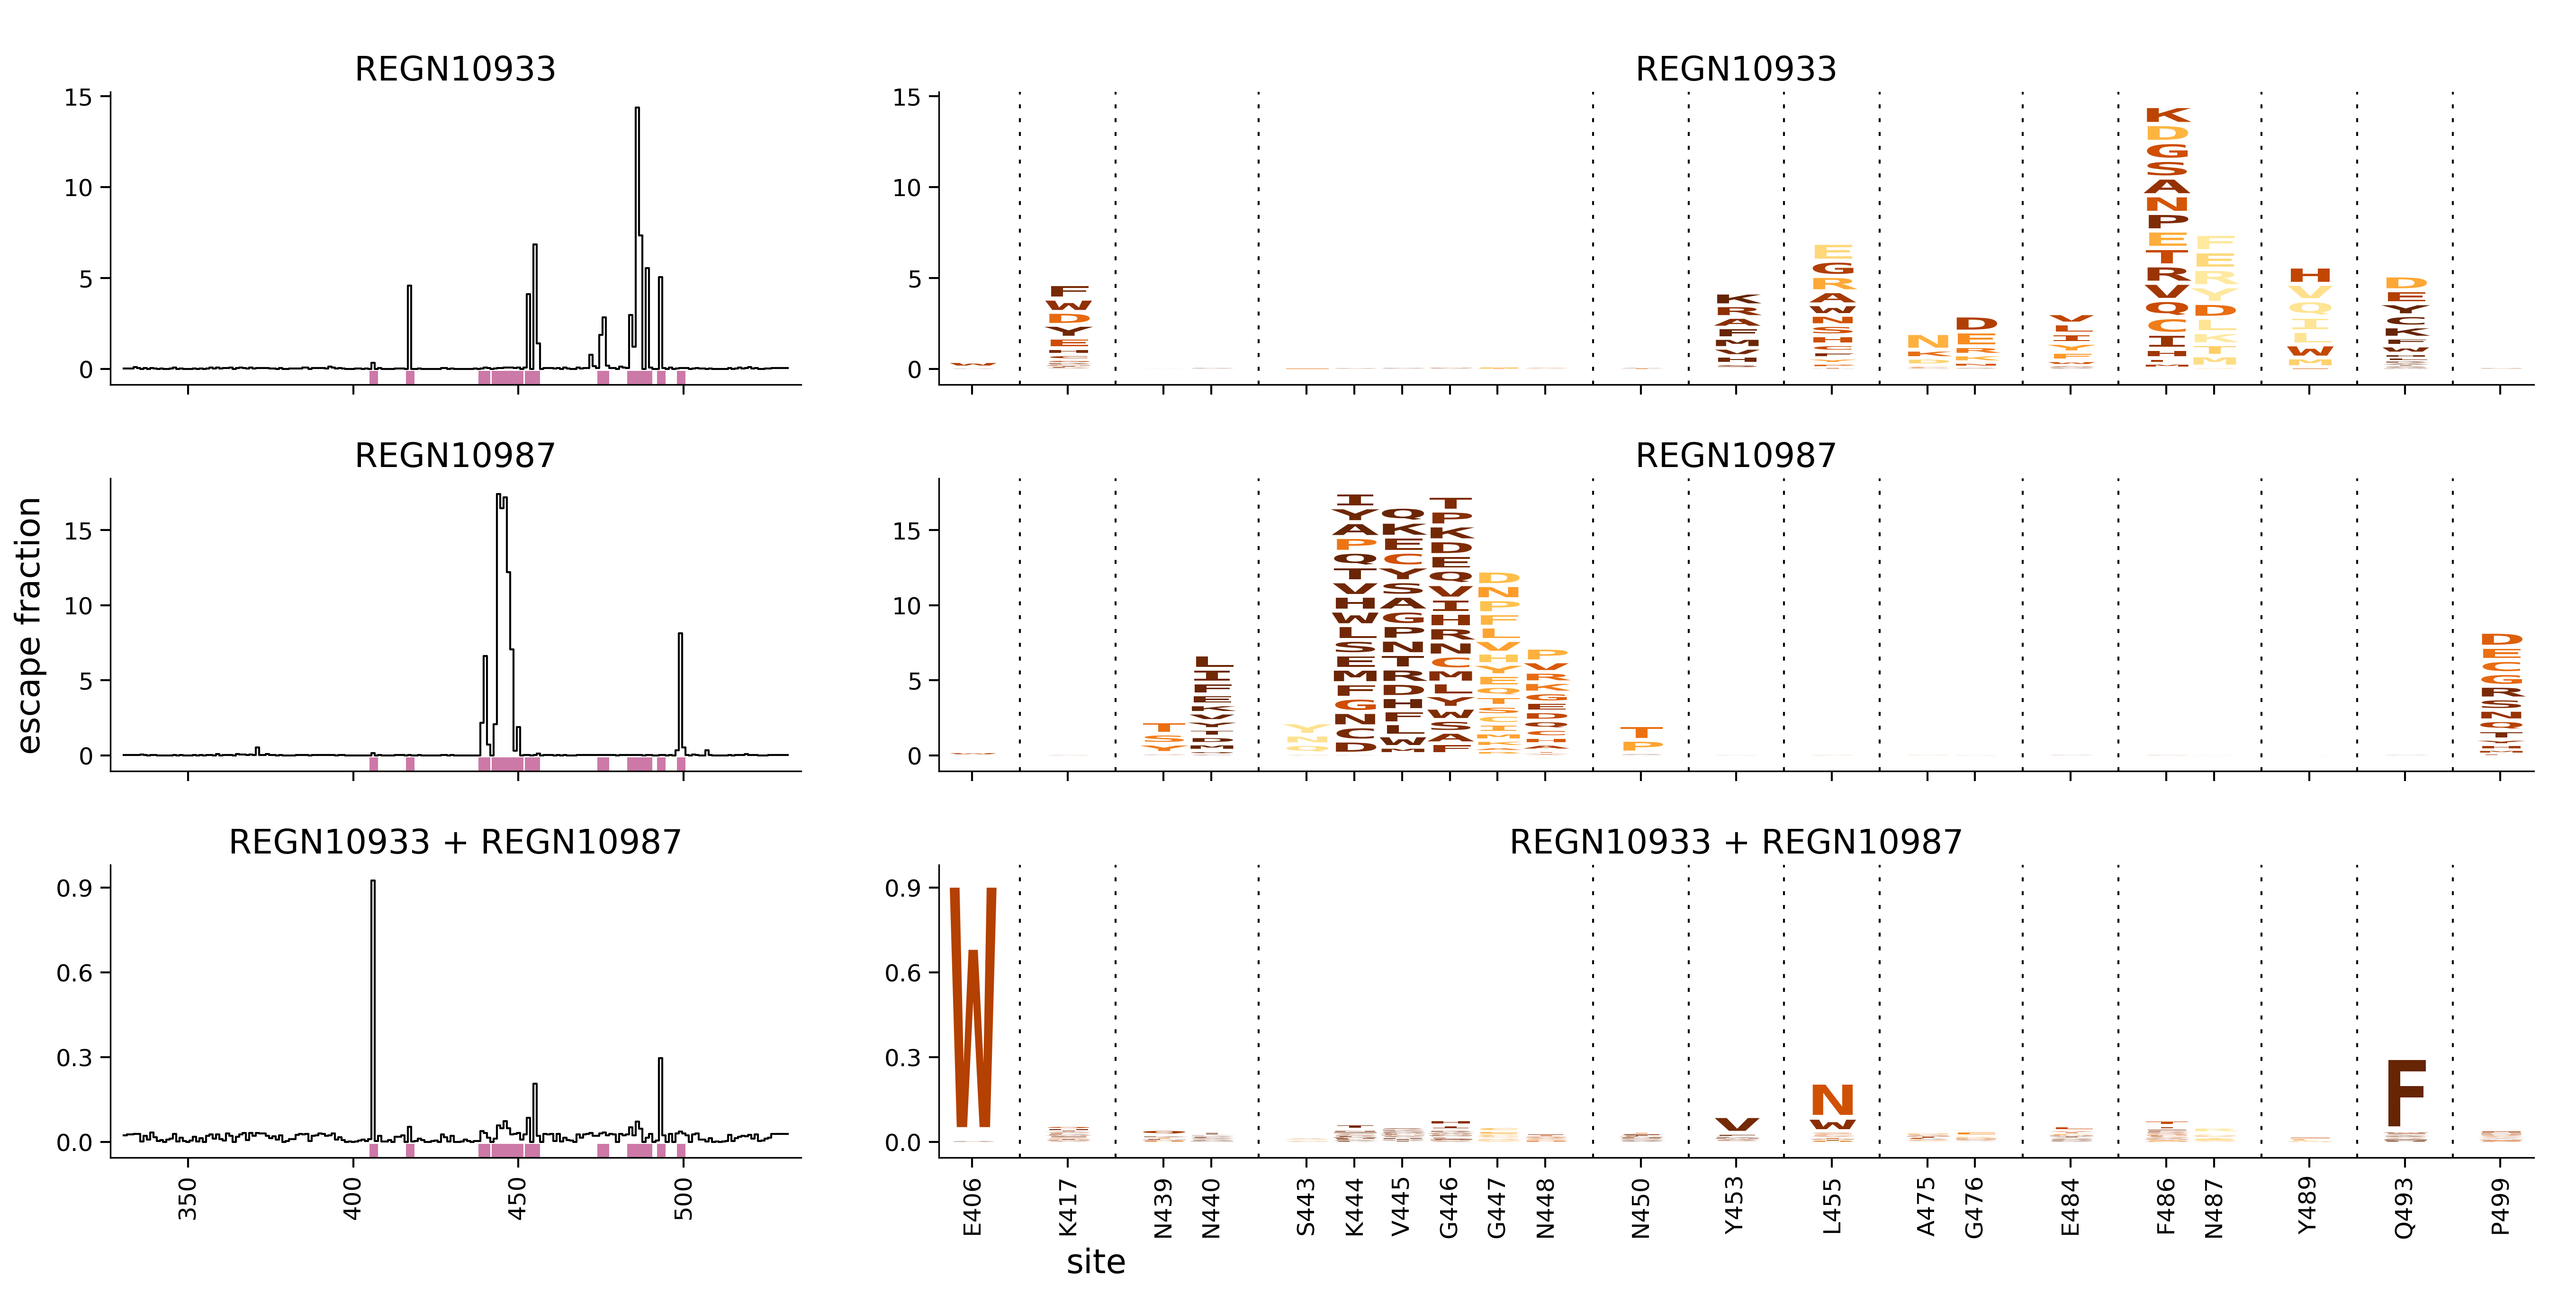 REGN10933
REGN10933
15
10
5
0
15
10
5
0
F
W
D
Y
E
K
R
A
F
M
V
H
E
G
R
A
W
N
S
H
C
N
K
D
E
R
K
V
L
I
Y
F
K
D
G
S
A
N
P
E
T
R
V
Q
C
I
H
M
F
E
R
Y
D
L
K
T
M
H
V
Q
I
L
W
M
D
E
Y
C
K
F
W
REGN10987
REGN10987
escape fraction
15
10
5
0
15
10
5
0
T
S
Y
L
I
F
E
K
V
Y
T
D
M
Y
N
Q
I
Y
A
P
Q
T
V
H
W
L
S
E
M
F
G
N
C
D
Q
K
E
C
Y
S
A
G
P
N
T
R
D
H
F
L
W
M
T
P
K
D
E
Q
V
I
H
R
N
C
M
L
Y
W
S
A
F
D
N
P
F
L
V
H
Y
E
Q
T
S
C
I
M
K
P
V
R
K
G
E
D
Q
C
H
A
T
P
D
E
C
G
R
S
N
Q
T
Y
REGN10933 + REGN10987
REGN10933 + REGN10987
0.9
0.6
0.3
0.0
0.9
0.6
0.3
0.0
W
V
N
W
F
350
400
450
500
E406
K417
N439
N440
S443
K444
V445
G446
G447
N448
N450
Y453
L455
A475
G476
E484
F486
N487
Y489
Q493
P499
site